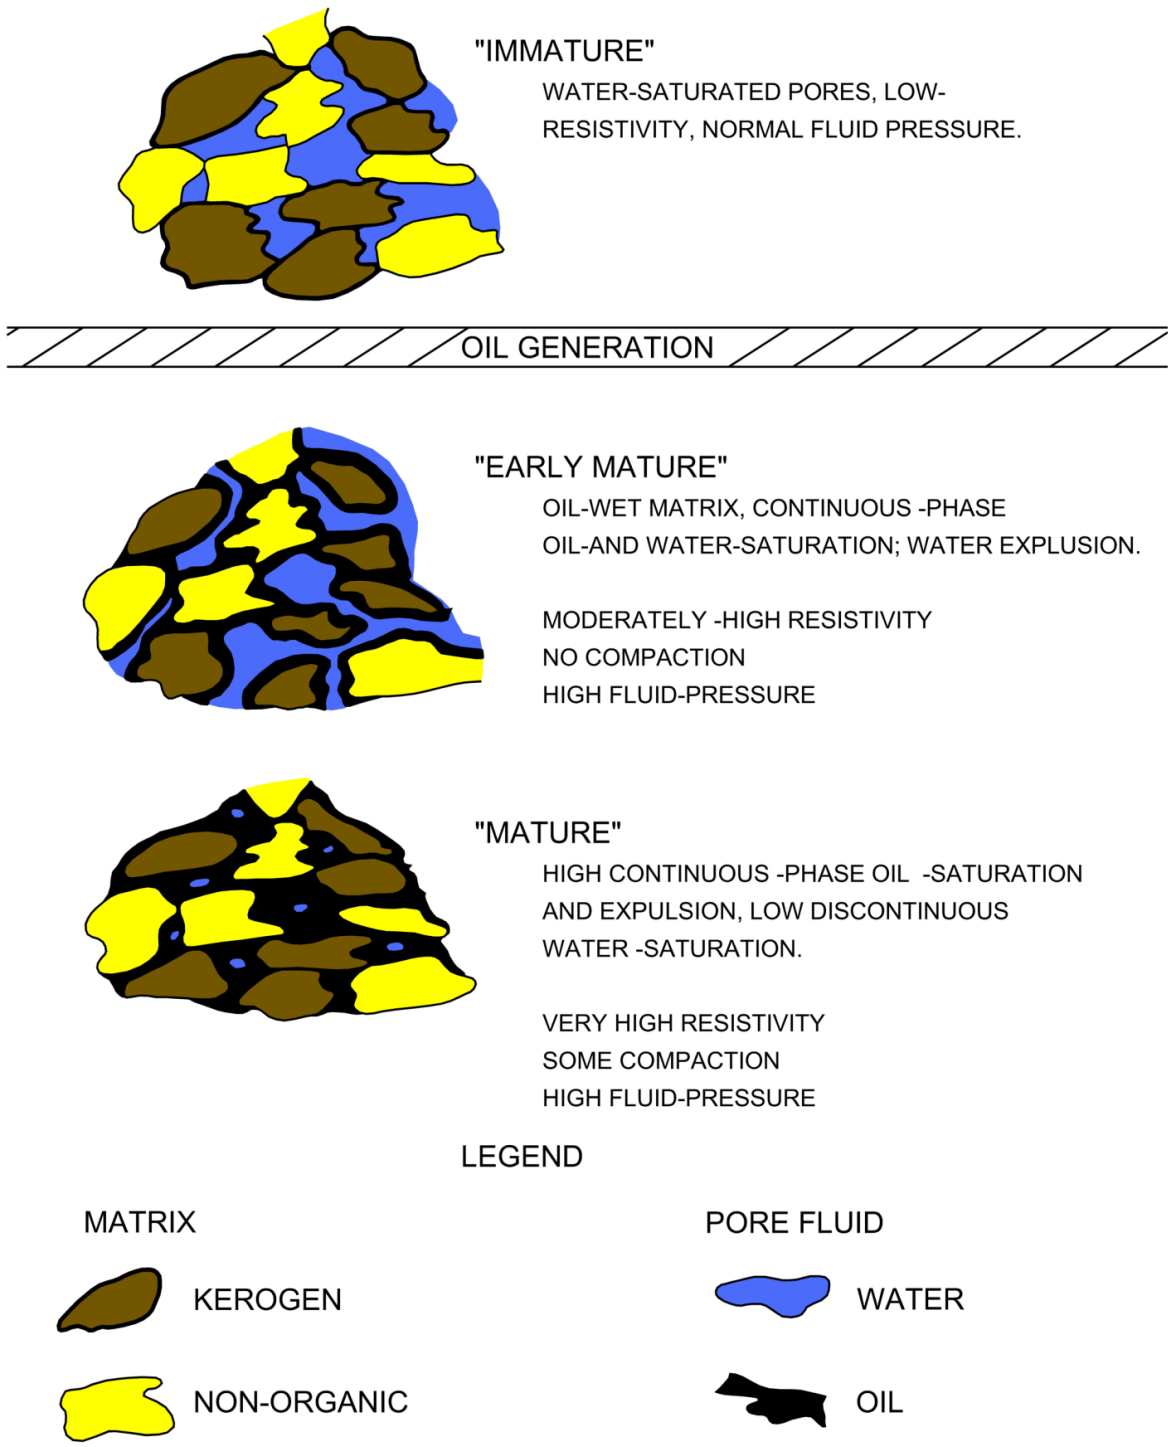 "IMMATURE"
WATER-SATURATED PORES, LOW-
RESISTIVITY, NORMAL FLUID PRESSURE.
OIL GENERATION
"EARLY MATURE"
OIL-WET MATRIX, CONTINUOUS -PHASE
OIL-AND WATER-SATURATION; WATER EXPLUSION.
MODERATELY -HIGH RESISTIVITY
NO COMPACTION
HIGH FLUID-PRESSURE
"MATURE"
HIGH CONTINUOUS -PHASE OIL -SATURATION
AND EXPULSION, LOW DISCONTINUOUS
WATER -SATURATION.
VERY HIGH RESISTIVITY
SOME COMPACTION
HIGH FLUID-PRESSURE
LEGEND
MATRIX
KEROGEN
NON-ORGANIC
PORE FLUID
WATER
OIL